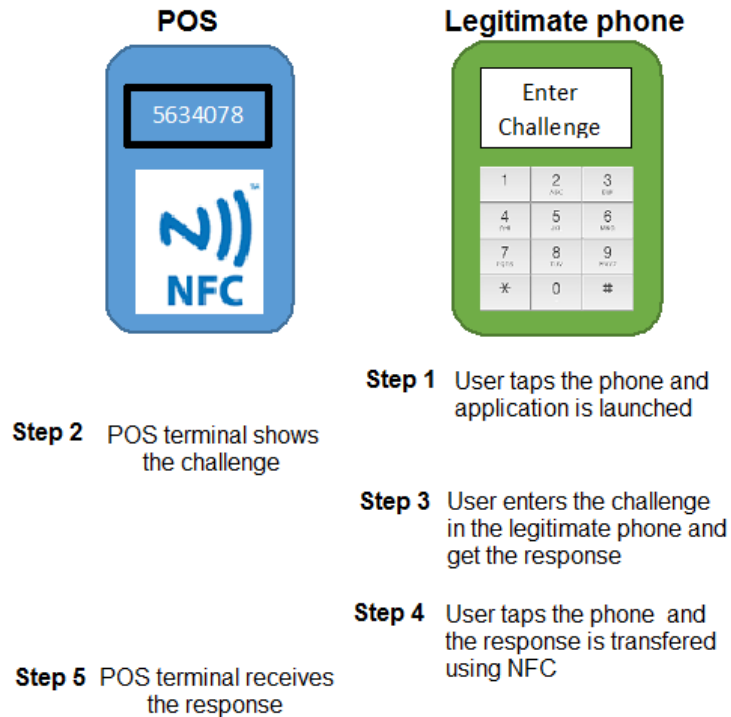 POS
Legitimate phone
5634078
NFC
Enter
Challenge
1 2 3
ABC
4 5 6
7 8 9
* 0 #
Step 1 User taps the phone and
application is launched
Step 2 POS terminal shows
the challenge
Step 3 User enters the challenge
in the legitimate phone and
get the response
Step 4 User taps the phone and
the response is transfered
using NFC
Step 5 POS terminal receives
the response